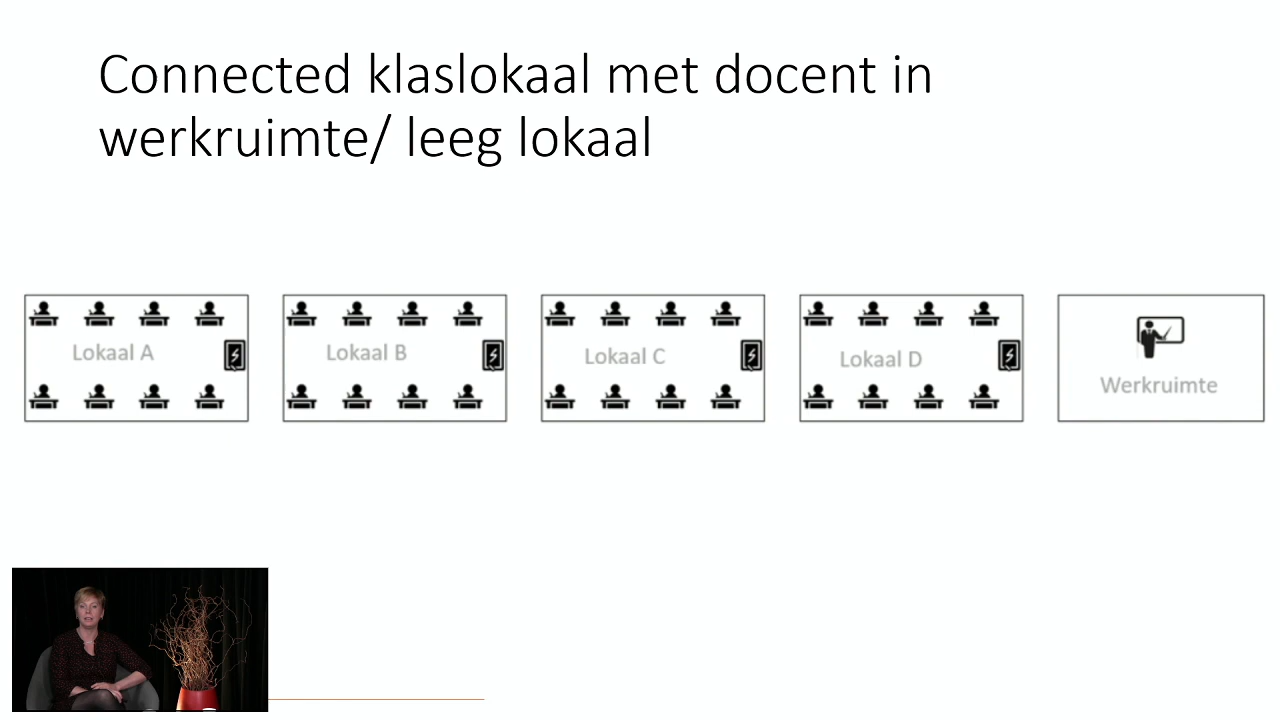 Connected klaslokaal met docent in
werkruimte/ leeg lokaal
Lokaal A
Lokaal B
Lokaal C
Lokaal D
Werkruimte